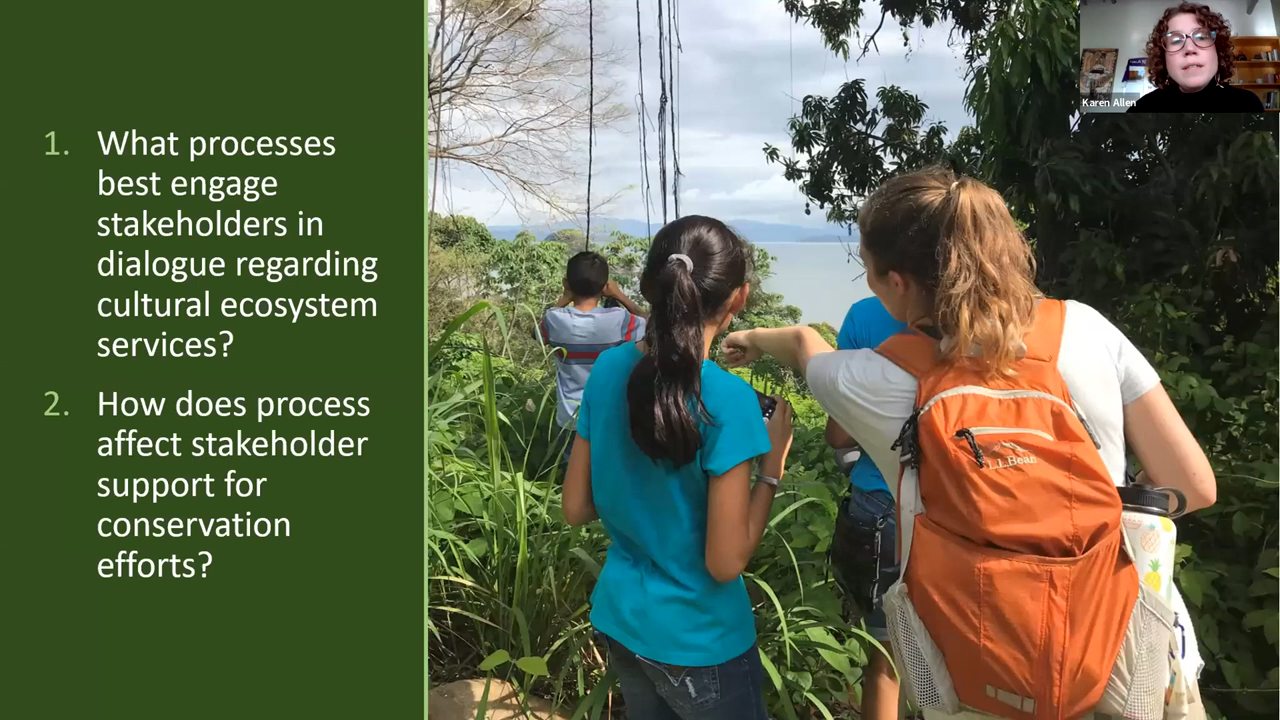 1. What processes
best engage
stakeholders in
dialogue regarding
cultural ecosystem
services?
2. How does process
affect stakeholder
support for
conservation
efforts?
Karen Allen
L.L.Bean